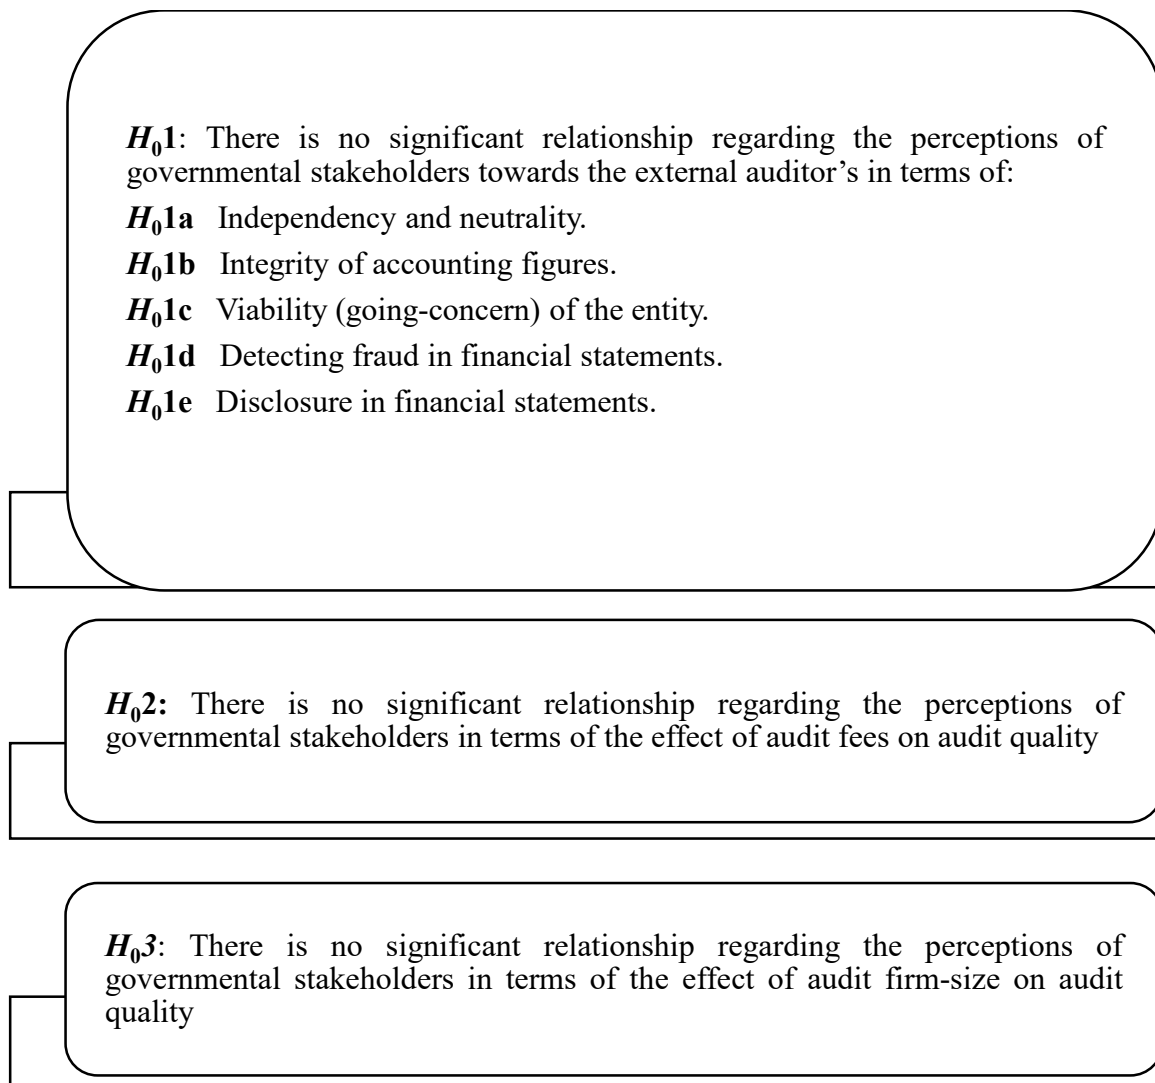 H₀1: There is no significant relationship regarding the perceptions of
governmental stakeholders towards the external auditor’s in terms of:
H₀1a Independency and neutrality.
H₀1b Integrity of accounting figures.
H₀1c Viability (going-concern) of the entity.
H₀1d Detecting fraud in financial statements.
H₀1e Disclosure in financial statements.
H₀2: There is no significant relationship regarding the perceptions of
governmental stakeholders in terms of the effect of audit fees on audit quality
H₀3: There is no significant relationship regarding the perceptions of
governmental stakeholders in terms of the effect of audit firm-size on audit
quality